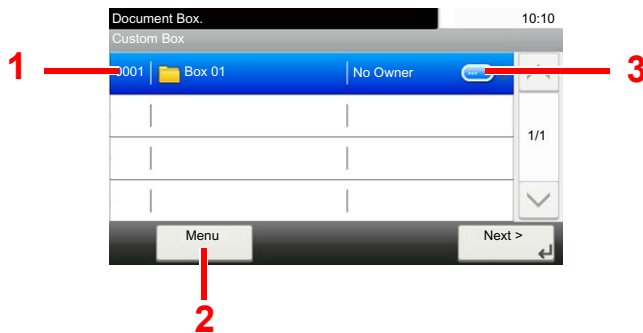 Document Box. 10:10
Custom Box
1 0001 Box 01 No Owner ... 3
1/1
Menu Next >
2